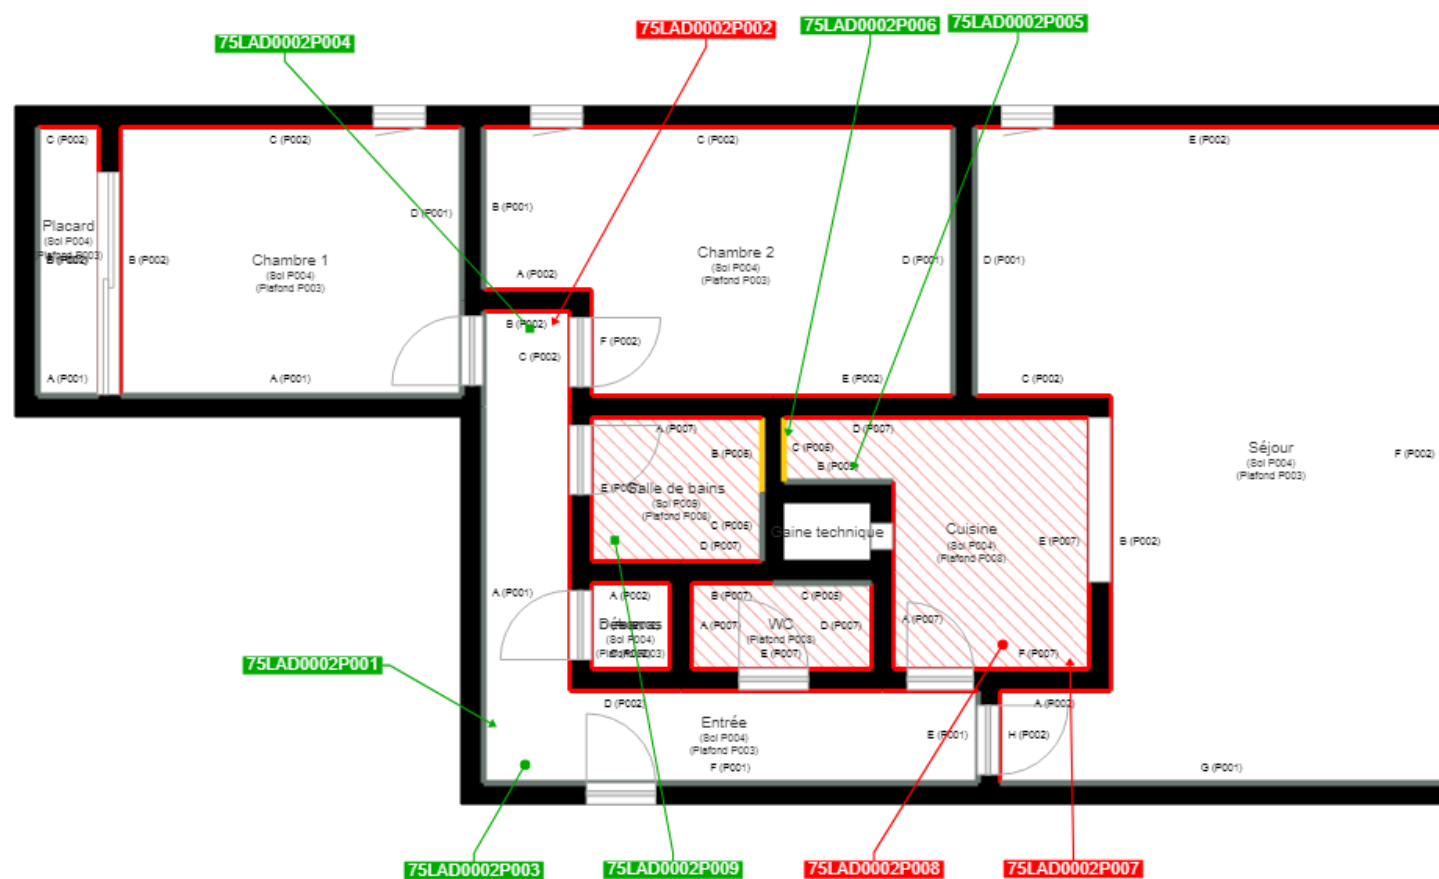 75LAD0002P004
75LAD0002P002
75LAD0002P006
75LAD0002P005
C (P002)
C (P002)
C (P002)
E (P002)
Placard
(Sol P004)
D (P001)
B (P001)
B (P002)
Chambre 1
(Sol P004)
(Plafond P003)
A (P002)
Chambre 2
(Sol P004)
(Plafond P003)
D (P001)
D (P001)
B (P002)
C (P002)
F (P002)
A (P001)
A (P001)
E (P002)
C (P002)
A (P007)
B (P005)
D (P007)
C (P005)
Séjour
(Sol P004)
(Plafond P003)
F (P002)
Salle de bains
(Sol P009)
(Plafond P008)
C (P005)
D (P007)
Gaine technique
Cuisine
(Sol P004)
(Plafond P008)
E (P007)
B (P002)
A (P001)
A (P002)
(Sol P004)
B (P007)
C (P005)
A (P007)
WC
(Plafond P008)
D (P007)
E (P007)
A (P007)
F (P007)
75LAD0002P001
D (P002)
Entrée
(Sol P004)
(Plafond P003)
F (P001)
E (P001)
A (P002)
H (P002)
G (P001)
75LAD0002P003
75LAD0002P009
75LAD0002P008
75LAD0002P007